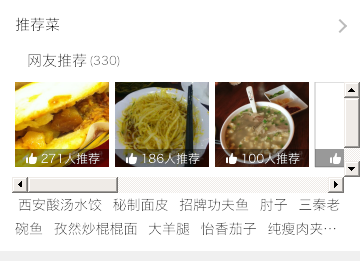 推荐菜
网友推荐 (330)
271人推荐 186人推荐 100人推荐
西安酸汤水饺 秘制面皮 招牌功夫鱼 肘子 三秦老
碗鱼 孜然炒棍棍面 大羊腿 怡香茄子 纯瘦肉夹…